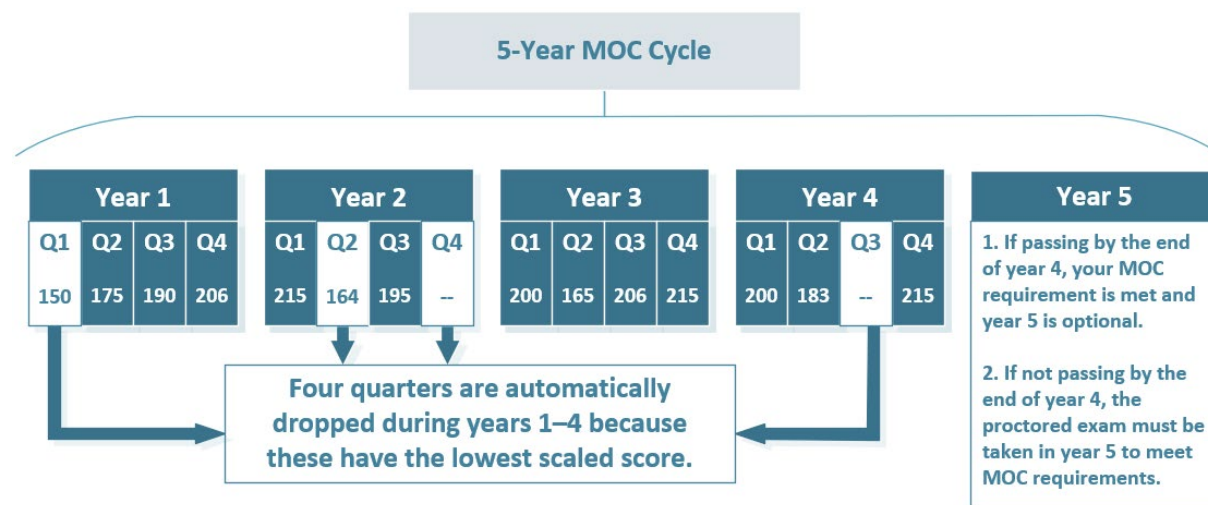 5-Year MOC Cycle
Year 1
Q1 Q2 Q3 Q4
150 175 190 206
Year 2
Q1 Q2 Q3 Q4
215 164 195 --
Year 3
Q1 Q2 Q3 Q4
200 165 206 215
Year 4
Q1 Q2 Q3 Q4
200 183 -- 215
Four quarters are automatically
dropped during years 1–4 because
these have the lowest scaled score.
Year 5
1. If passing by the end
of year 4, your MOC
requirement is met and
year 5 is optional.
2. If not passing by the
end of year 4, the
proctored exam must be
taken in year 5 to meet
MOC requirements.